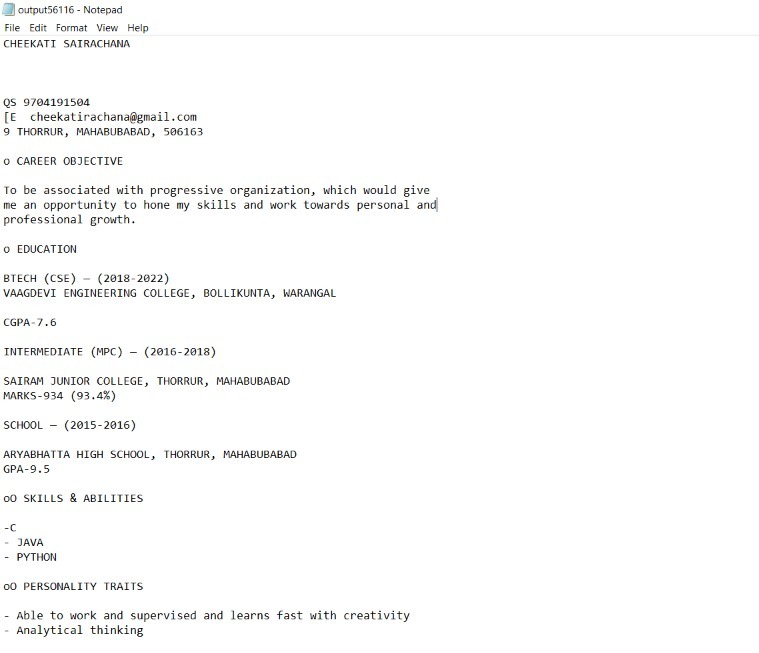 output56116 - Notepad
File Edit Format View Help
CHEEKATI SAIRACHANA
QS 9704191504
[E  cheekatirachana@gmail.com
9 THORRUR, MAHABUBABAD, 506163
o CAREER OBJECTIVE
To be associated with progressive organization, which would give
me an opportunity to hone my skills and work towards personal and
professional growth.
o EDUCATION
BTECH (CSE) — (2018-2022)
VAAGDEVI ENGINEERING COLLEGE, BOLLIKUNTA, WARANGAL
CGPA-7.6
INTERMEDIATE (MPC) — (2016-2018)
SAIRAM JUNIOR COLLEGE, THORRUR, MAHABUBABAD
MARKS-934 (93.4%)
SCHOOL — (2015-2016)
ARYABHATTA HIGH SCHOOL, THORRUR, MAHABUBABAD
GPA-9.5
oO SKILLS & ABILITIES
-C
- JAVA
- PYTHON
oO PERSONALITY TRAITS
- Able to work and supervised and learns fast with creativity
- Analytical thinking